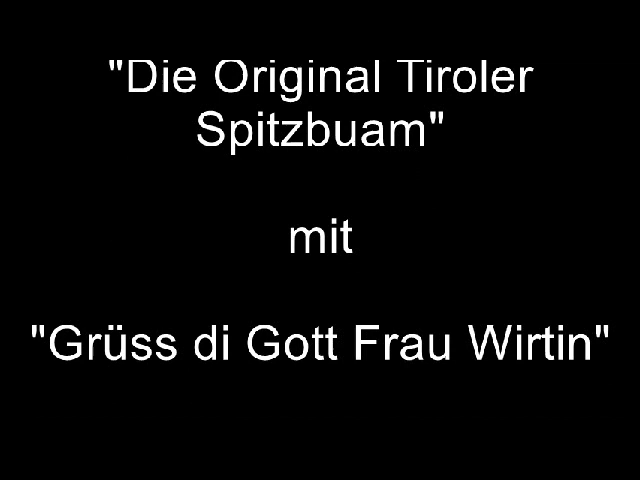 "Die Original Tiroler
Spitzbuam"
mit
"Grüss di Gott Frau Wirtin"